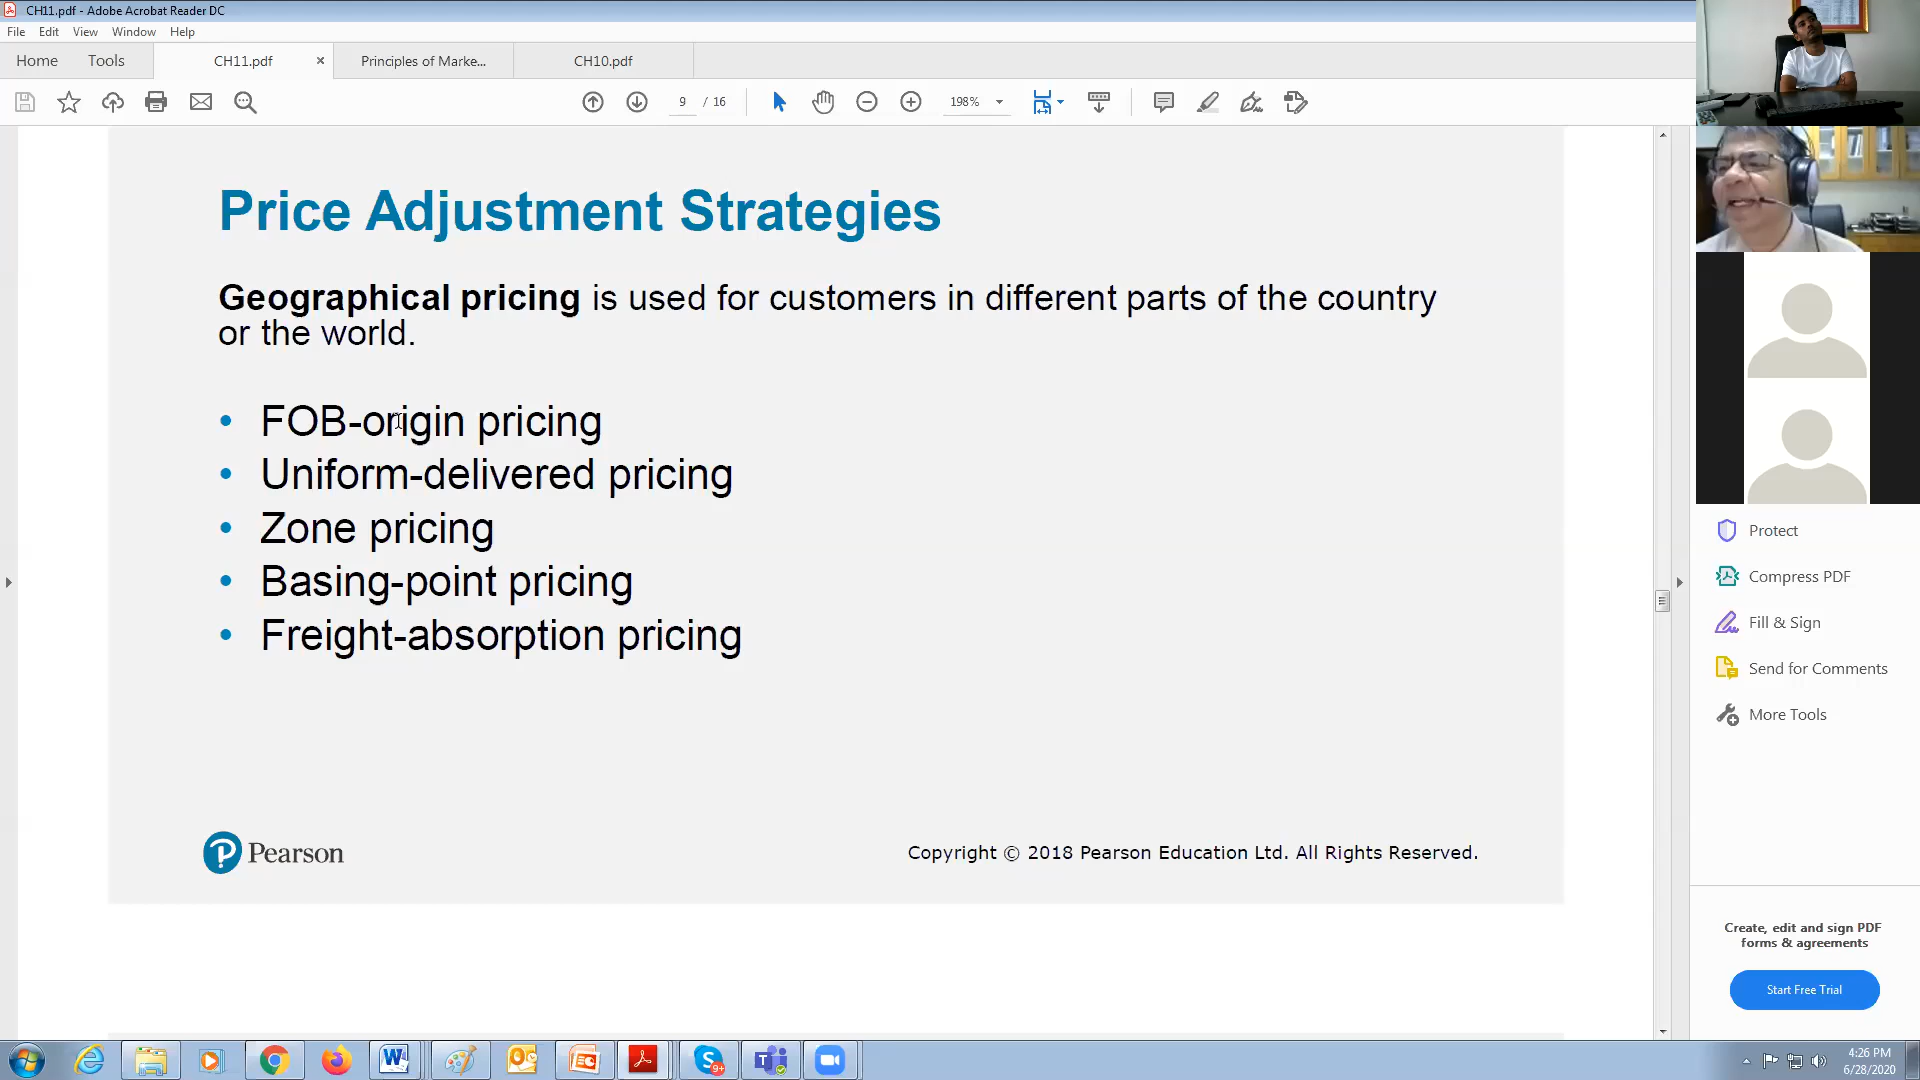 CH11.pdf - Adobe Acrobat Reader DC
File Edit View Window Help
Home Tools CH11.pdf × Principles of Marke... CH10.pdf
9 / 16 198%
Price Adjustment Strategies
Geographical pricing is used for customers in different parts of the country
or the world.
• FOB-origin pricing
• Uniform-delivered pricing
• Zone pricing
• Basing-point pricing
• Freight-absorption pricing
Pearson
Copyright © 2018 Pearson Education Ltd. All Rights Reserved.
Protect
Compress PDF
Fill & Sign
Send for Comments
More Tools
Create, edit and sign PDF
forms & agreements
Start Free Trial
9+
4:26 PM
6/28/2020